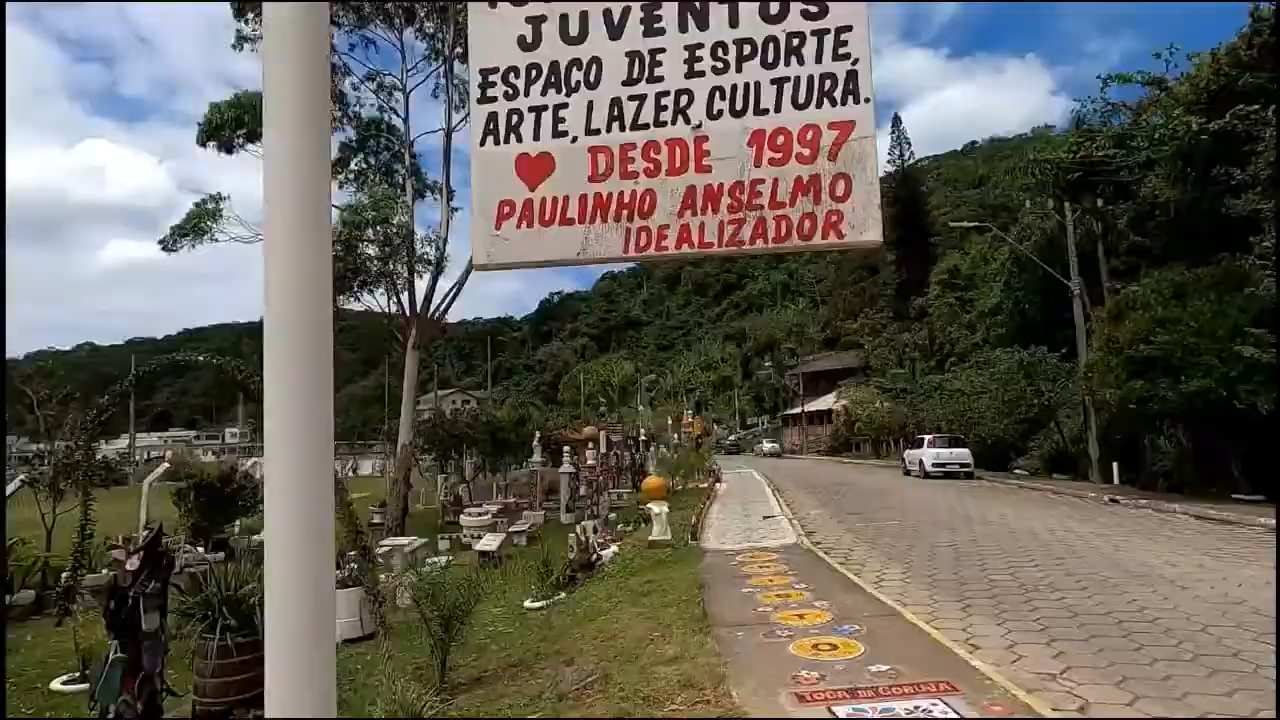 JUVENTUS
ESPAÇO DE ESPORTE,
ARTE, LAZER, CULTURA.
DESDE 1997
PAULINHO ANSELMO
IDEALIZADOR
TOCA DA CORUJA